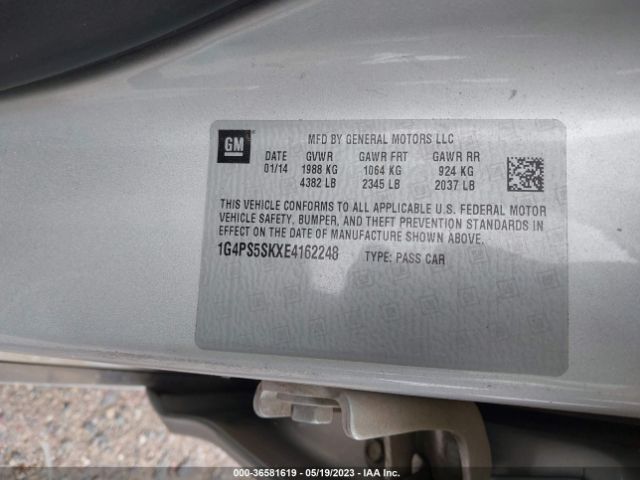 GM
MFD BY GENERAL MOTORS LLC
DATE GVWR GAWR FRT GAWR RR
01/14 1988 KG 1064 KG 924 KG
4382 LB 2345 LB 2037 LB
THIS VEHICLE CONFORMS TO ALL APPLICABLE U.S. FEDERAL MOTOR
VEHICLE SAFETY, BUMPER, AND THEFT PREVENTION STANDARDS IN
EFFECT ON THE DATE OF MANUFACTURE SHOWN ABOVE.
1G4PS5SKXE4162248 TYPE: PASS CAR
000-36581619 - 05/19/2023 - IAA Inc.